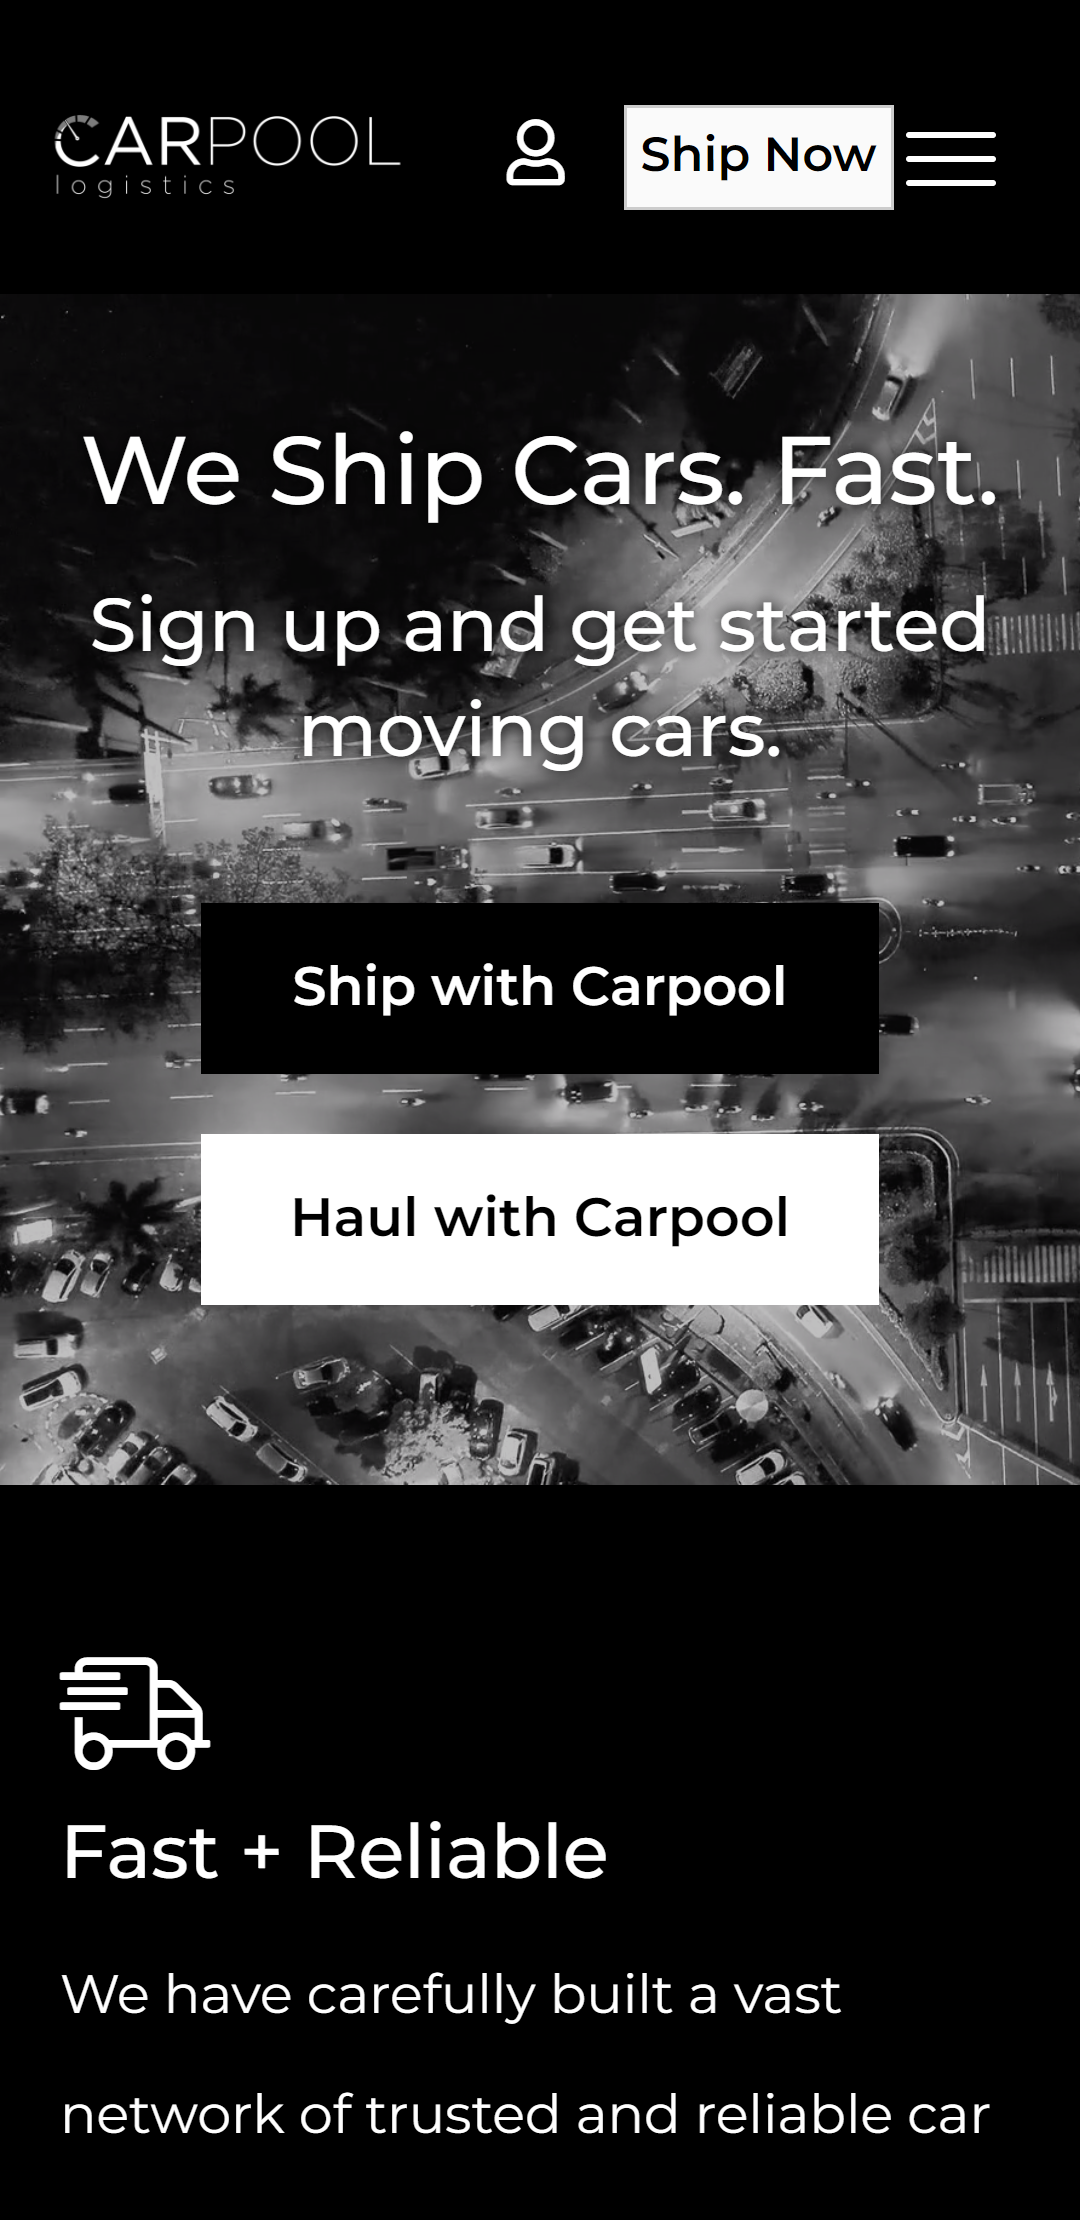 CARPOOL
logistics
Ship Now
We Ship Cars. Fast.
Sign up and get started
moving cars.
Ship with Carpool
Haul with Carpool
Fast + Reliable
We have carefully built a vast
network of trusted and reliable car